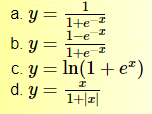 a. y = 1/(1+e^{-x})
b. y = (1-e^{-x})/(1+e^{-x})
c. y = ln(1 + e^x)
d. y = x/(1+|x|)